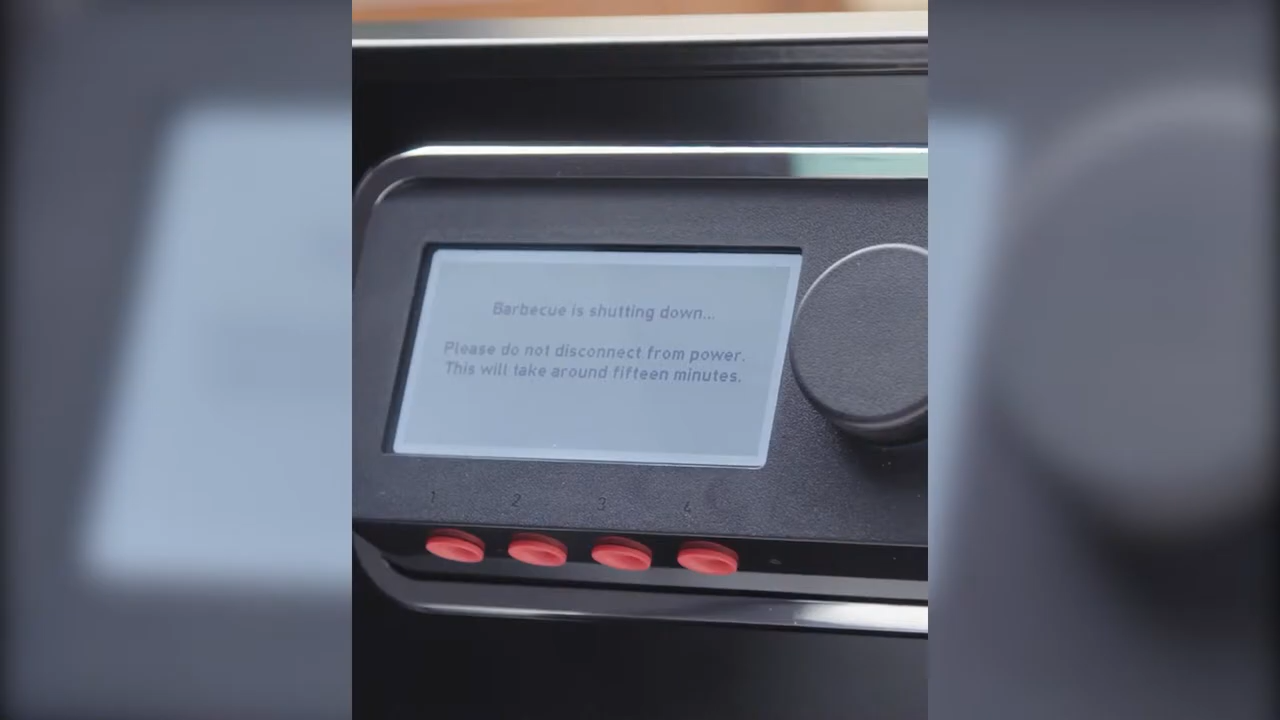 Barbecue is shutting down...
Please do not disconnect from power.
This will take around fifteen minutes.
1 2 3 4